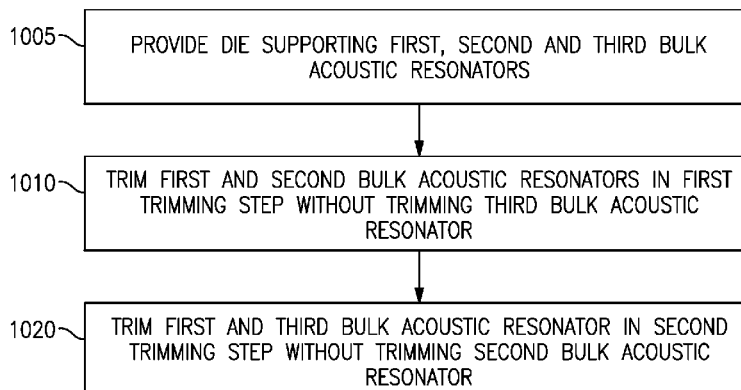 1005
PROVIDE DIE SUPPORTING FIRST, SECOND AND THIRD BULK
ACOUSTIC RESONATORS
1010
TRIM FIRST AND SECOND BULK ACOUSTIC RESONATORS IN FIRST
TRIMMING STEP WITHOUT TRIMMING THIRD BULK ACOUSTIC
RESONATOR
1020
TRIM FIRST AND THIRD BULK ACOUSTIC RESONATOR IN SECOND
TRIMMING STEP WITHOUT TRIMMING SECOND BULK ACOUSTIC
RESONATOR